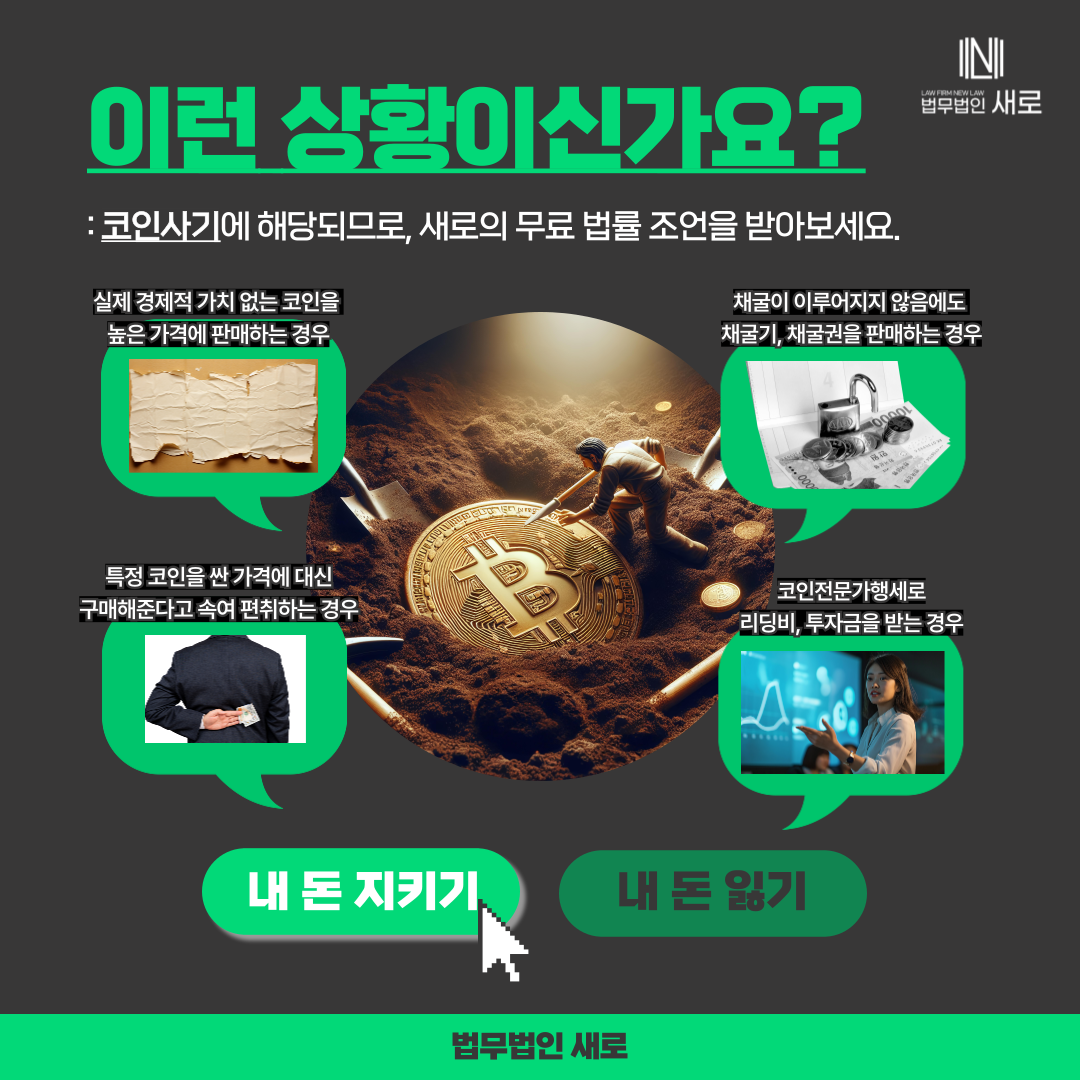 LAW FIRM NEW LAW
법무법인 새로
이런 상황이신가요?
: 코인사기에 해당되므로, 새로의 무료 법률 조언을 받아보세요.
실제 경제적 가치 없는 코인을
높은 가격에 판매하는 경우
채굴이 이루어지지 않음에도
채굴기, 채굴권을 판매하는 경우
특정 코인을 싼 가격에 대신
구매해준다고 속여 편취하는 경우
코인전문가행세로
리딩비, 투자금을 받는 경우
내 돈 지키기
내 돈 잃기
법무법인 새로